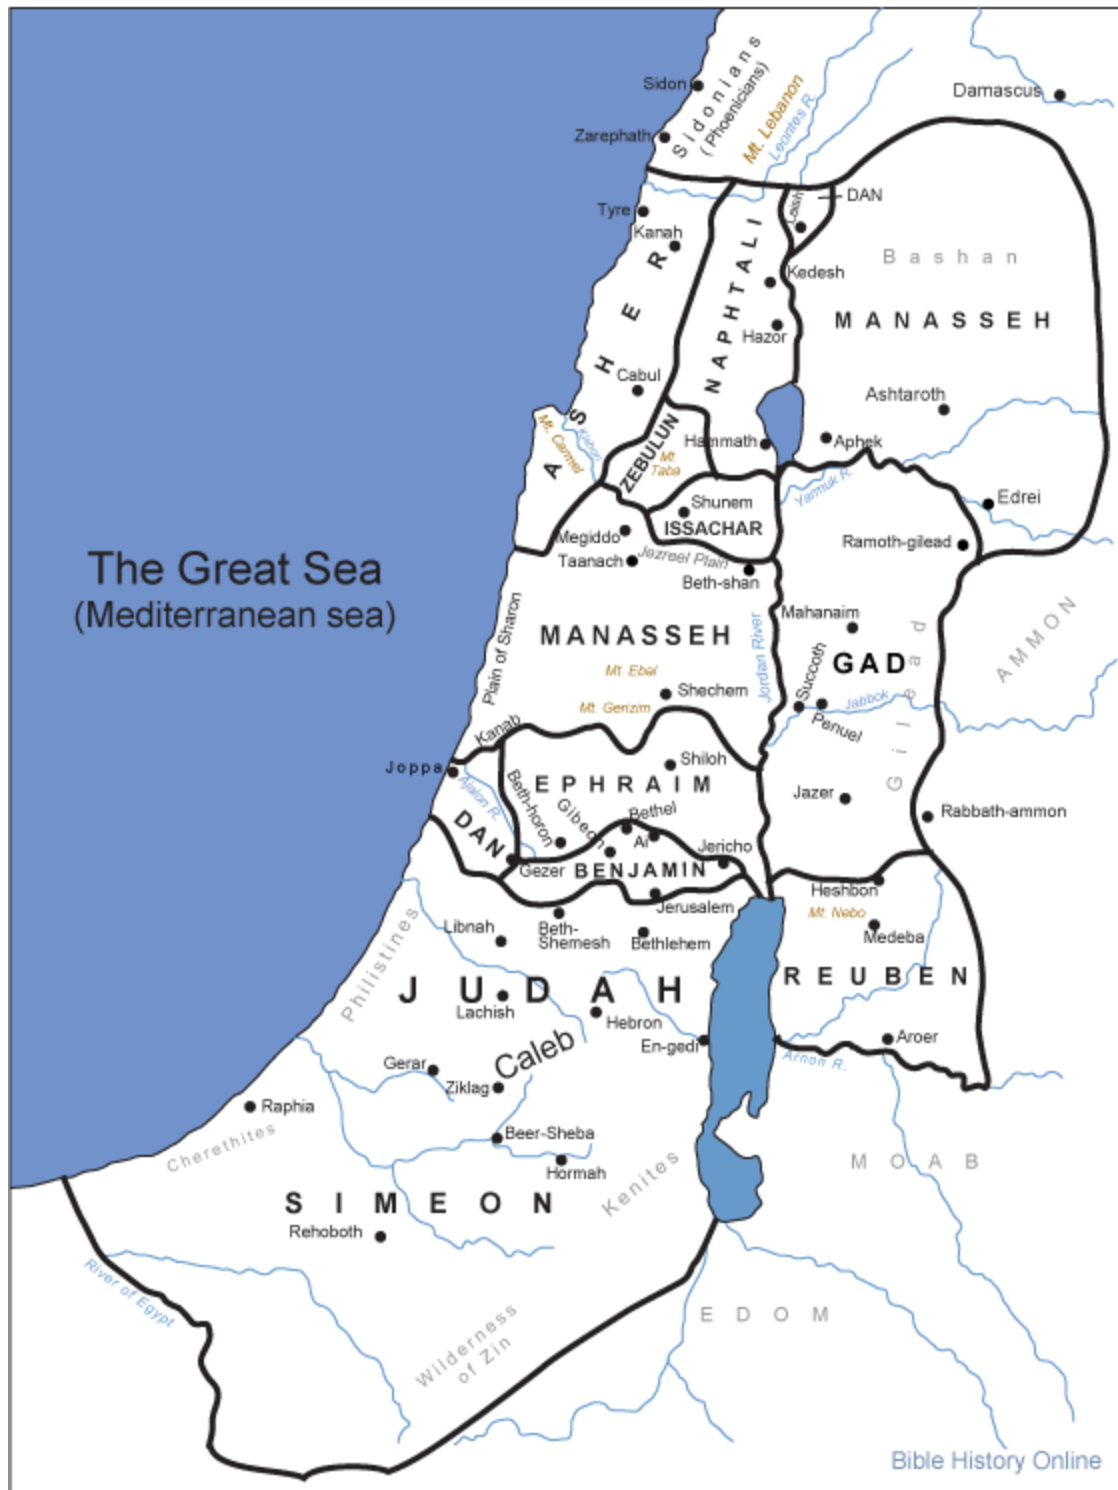 Sidon
Sidonians
(Phoenicians)
Mt. Lebanon
Leontes R.
Damascus
Zarephath
Tyre
Kanah
Laish
DAN
Bashan
Kedesh
ASHER
NAPHTALI
MANASSEH
Hazor
Cabul
Ashtaroth
Mt. Carmel
Kishon
ZEBULUN
Mt.
Taba
Hammath
Aphek
Yarmuk R.
Edrei
Shunem
ISSACHAR
Megiddo
Taanach
Jezreel Plain
Beth-shan
Ramoth-gilead
The Great Sea
(Mediterranean sea)
Plain of Sharon
MANASSEH
Jordan River
Mahanaim
GAD
Gilead
AMMON
Mt. Ebal
Shechem
Mt. Gerizim
Succoth
Penuel
Jabbok
Kanab
Joppa
Ajalon R.
Shiloh
EPHRAIM
Beth-horon
Gibeon
Bethel
Ai
Jazer
Rabbath-ammon
DAN
Gezer
BENJAMIN
Jericho
Jerusalem
Heshbon
Mt. Nebo
Medeba
Philistines
Libnah
Beth-
Shemesh
Bethlehem
REUBEN
JUDAH
Lachish
Hebron
En-gedi
Aroer
Arnon R.
Caleb
Gerar
Ziklag
Raphia
Cherethites
Beer-Sheba
Hormah
Kenites
MOAB
SIMEON
Rehoboth
River of Egypt
Wilderness
of Zin
EDOM
Bible History Online